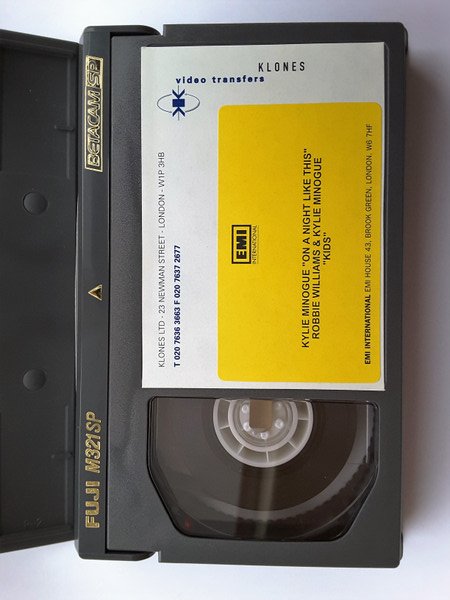 KLONES
video transfers
KLONES LTD - 23 NEWMAN STREET - LONDON - W1P 3HB
T 020 7636 3663 F 020 7637 2677
EMI
INTERNATIONAL
KYLIE MINOGUE "ON A NIGHT LIKE THIS"
ROBBIE WILLIAMS & KYLIE MINOGUE
"KIDS"
EMI INTERNATIONAL EMI HOUSE 43, BROOK GREEN, LONDON, W6 7HF
FUJI M321SP
BETACAM SP